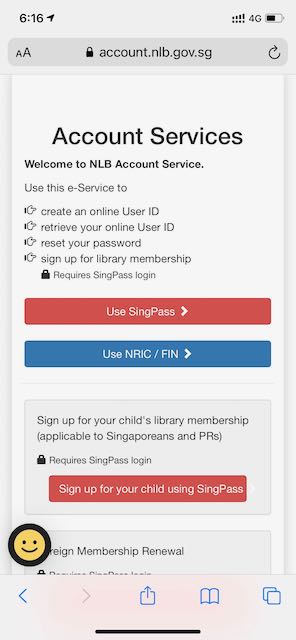 6:16
4G
AA
account.nlb.gov.sg
Account Services
Welcome to NLB Account Service.
Use this e-Service to
create an online User ID
retrieve your online User ID
reset your password
sign up for library membership
Requires SingPass login
Use SingPass
Use NRIC / FIN
Sign up for your child's library membership
(applicable to Singaporeans and PRs)
Requires SingPass login
Sign up for your child using SingPass
reign Membership Renewal
Requires SingPass login